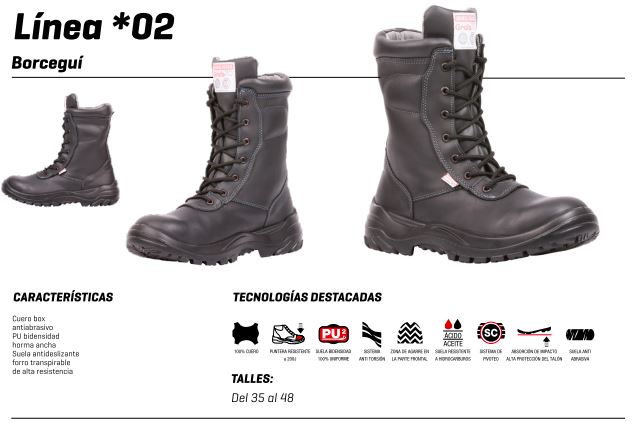 Línea *02
Borceguí
CARACTERÍSTICAS
Cuero box
antiabrasivo
PU bidensidad
horma ancha
Suela antideslizante
forro transpirable
de alta resistencia
TECNOLOGÍAS DESTACADAS
100% CUERO
PUNTERA RESISTENTE
a 200J
PU2
SUELA BIDENSIDAD
100% UNIFORME
SISTEMA
ANTI TORSIÓN
ZONA DE AGARRE EN
LA PARTE FRONTAL
ÁCIDO
ACEITE
SUELA RESISTENTE
A HIDROCARBUROS
SC
SISTEMA DE
PIVOTEO
ABSORCIÓN DE IMPACTO
ALTA PROTECCIÓN DEL TALÓN
SUELA ANTI
ABRASIVA
TALLES:
Del 35 al 48